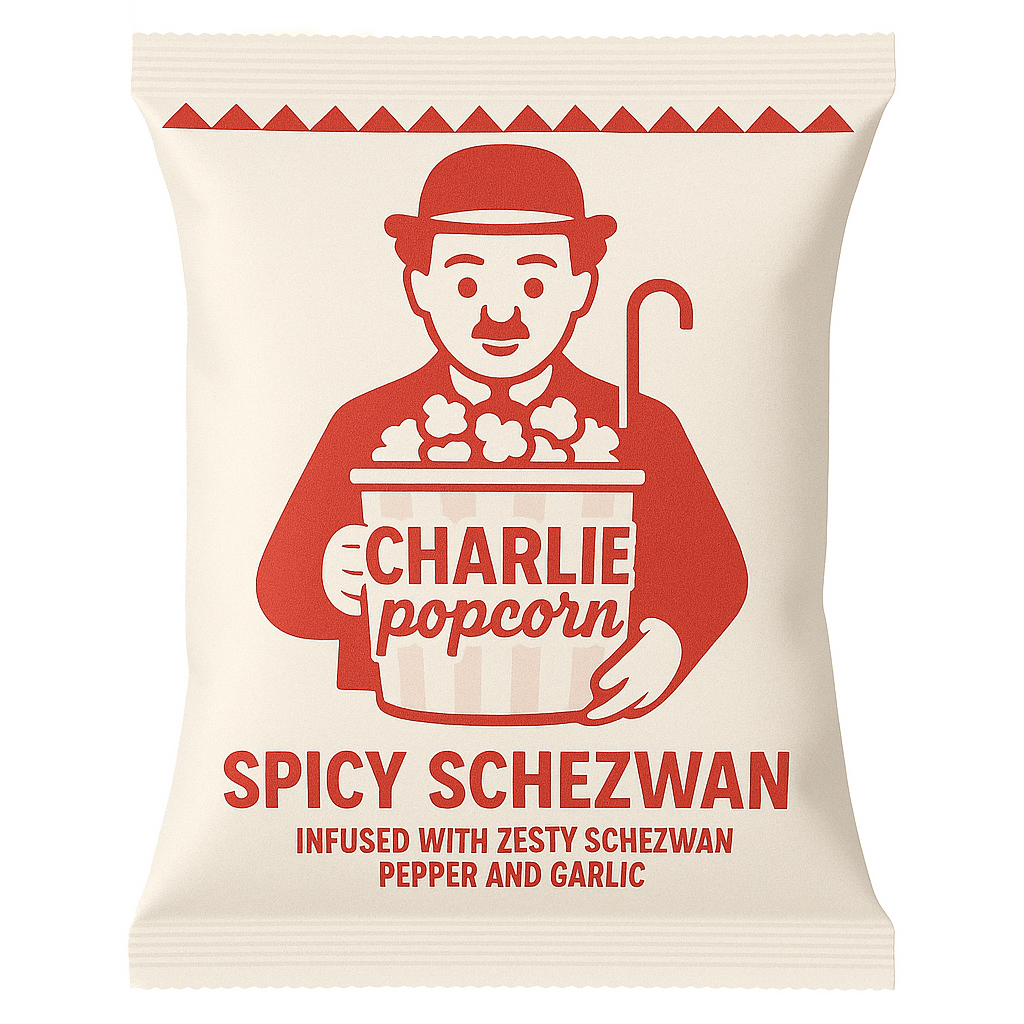 CHARLIE
popcorn
SPICY SCHEZWAN
INFUSED WITH ZESTY SCHEZWAN
PEPPER AND GARLIC